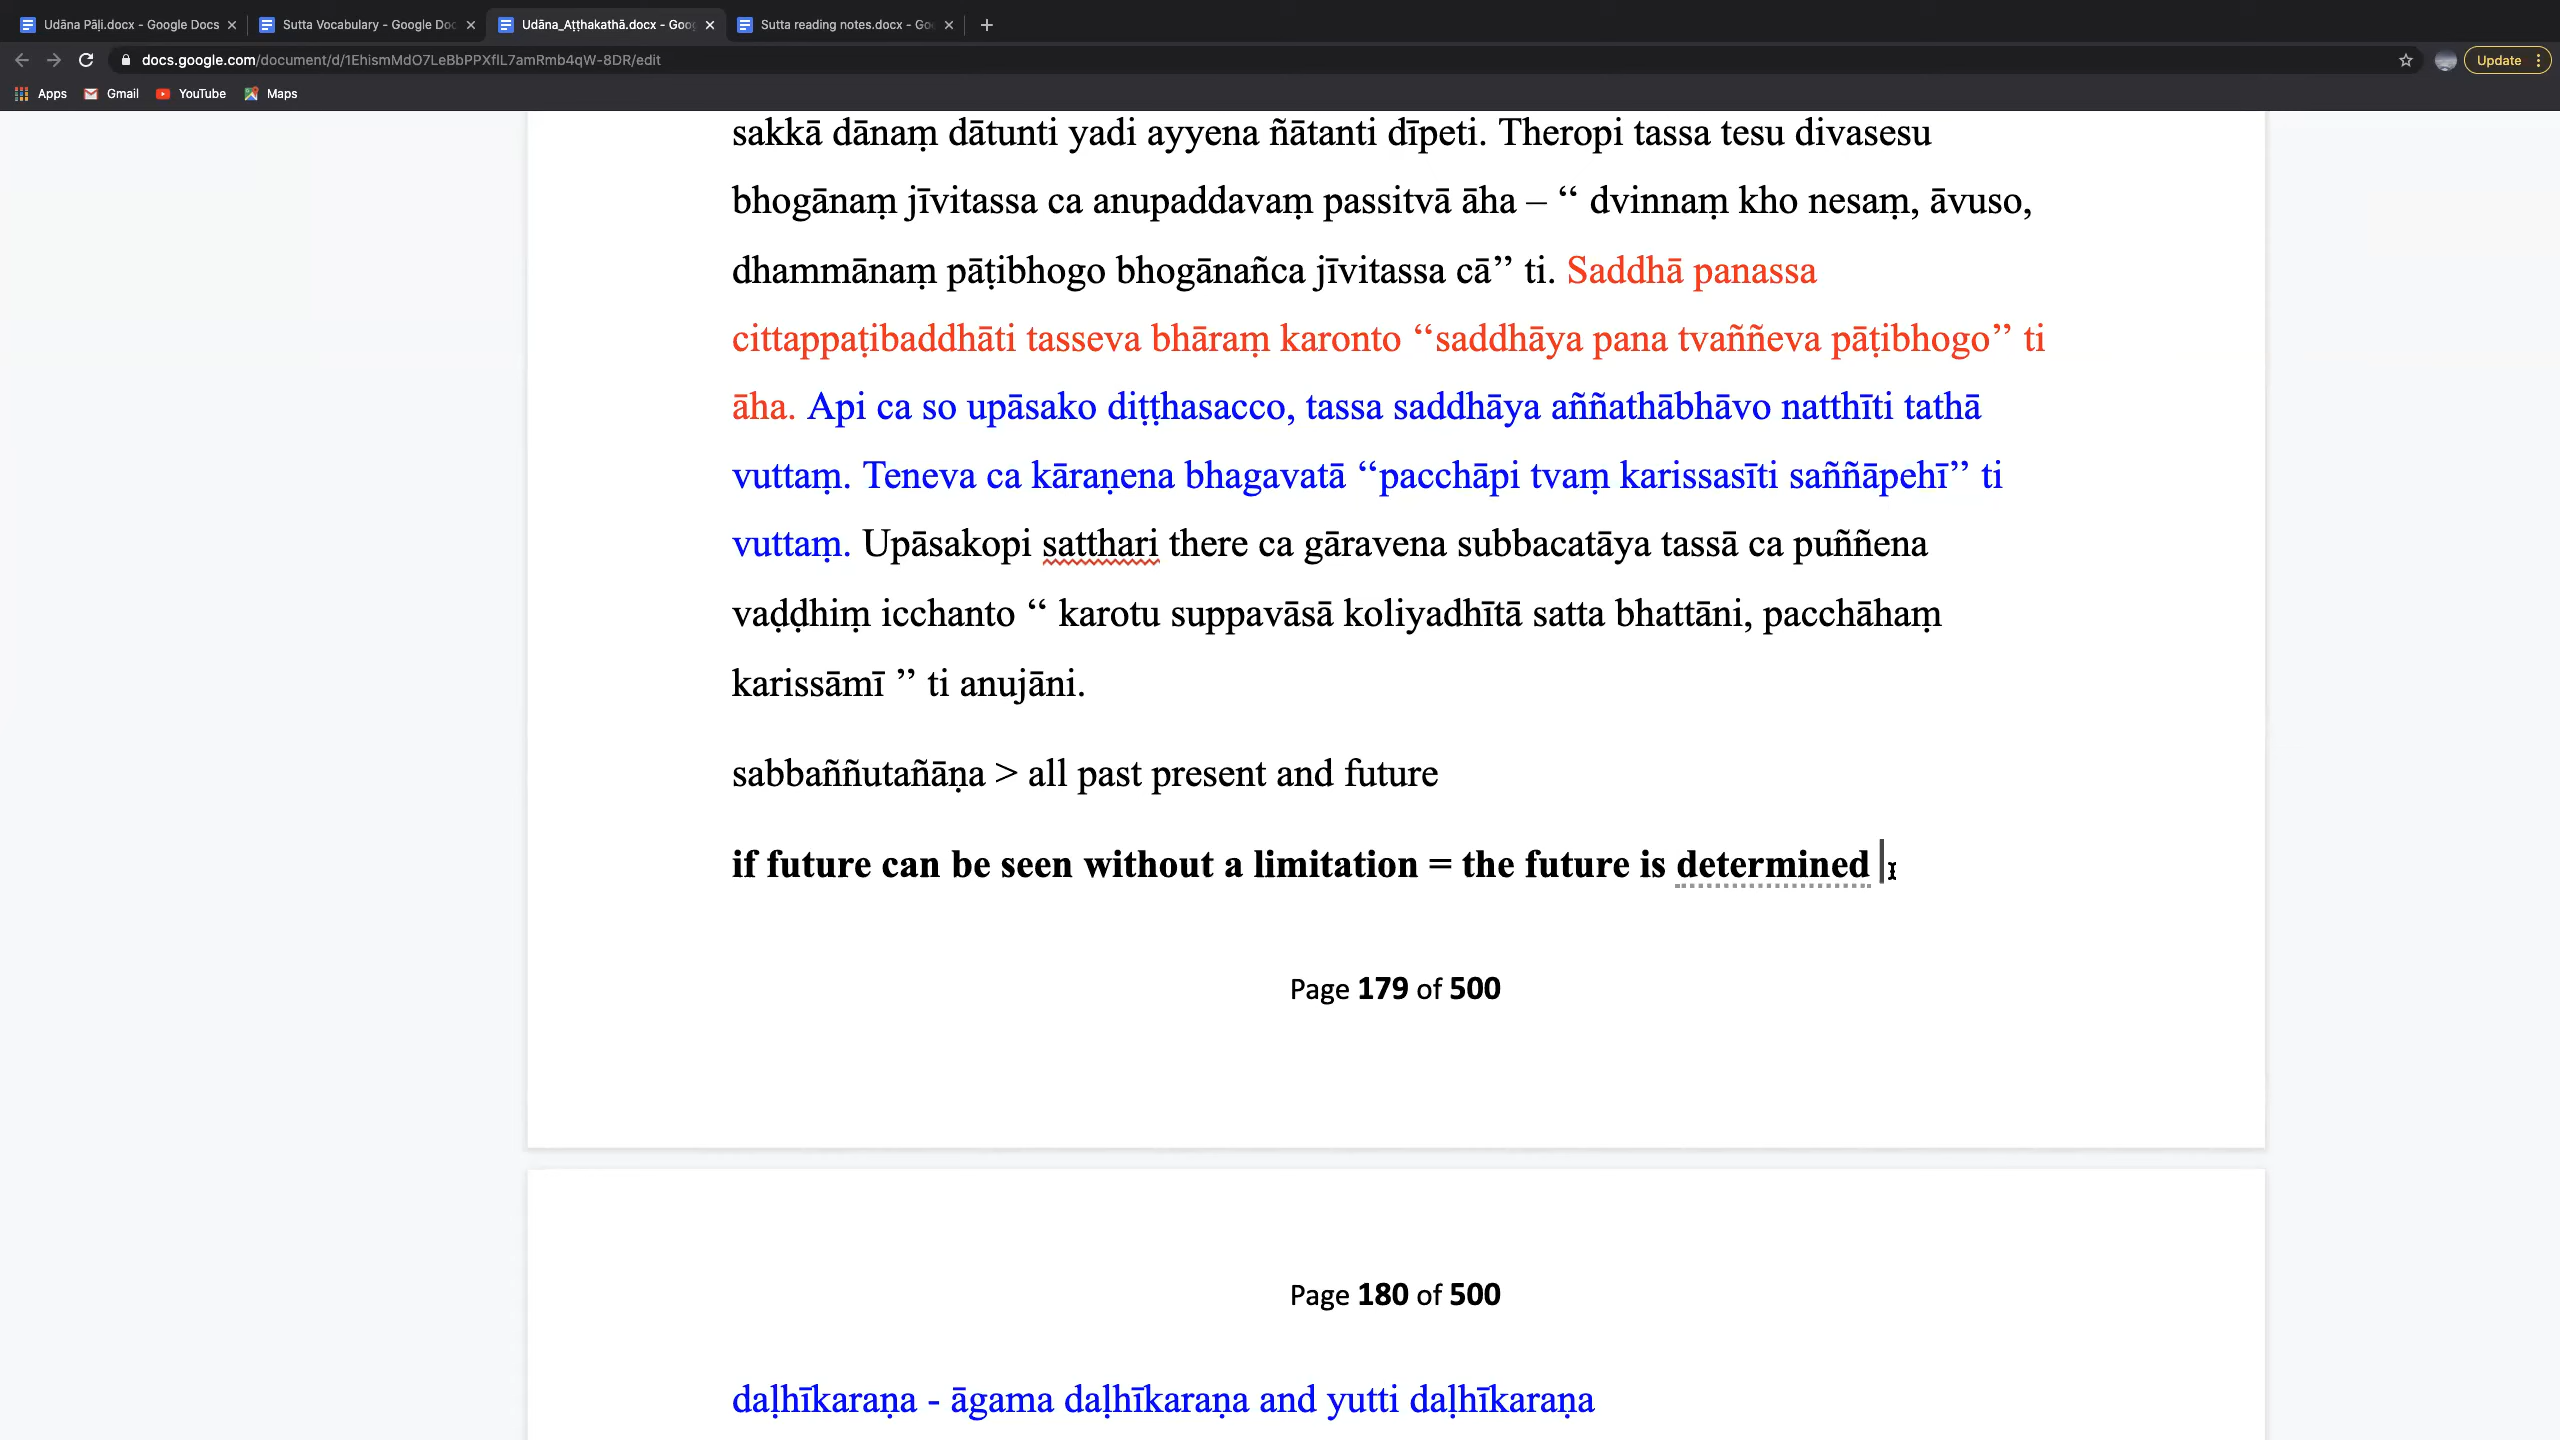 Udāna Pāḷi.docx - Google Docs
Sutta Vocabulary - Google Doc
Udāna_Aṭṭhakathā.docx - Goog
Sutta reading notes.docx - Go
docs.google.com/document/d/1EhismMdO7LeBbPPXflL7amRmb4qW-8DR/edit
Update
Apps Gmail YouTube Maps
sakkā dānaṃ dātunti yadi ayyena ñātanti dīpeti. Theropi tassa tesu divasesu
bhogānaṃ jīvitassa ca anupaddavaṃ passitvā āha – “ dvinnaṃ kho nesaṃ, āvuso,
dhammānaṃ pāṭibhogo bhogānañca jīvitassa cā” ti. Saddhā panassa
cittappaṭibaddhāti tasseva bhāraṃ karonto “saddhāya pana tvaññeva pāṭibhogo” ti
āha. Api ca so upāsako diṭṭhasacco, tassa saddhāya aññathābhāvo natthīti tathā
vuttaṃ. Teneva ca kāraṇena bhagavatā “pacchāpi tvaṃ karissasīti saññāpehī” ti
vuttaṃ. Upāsakopi satthari there ca gāravena subbacatāya tassā ca puññena
vaḍḍhiṃ icchanto “ karotu suppavāsā koliyadhītā satta bhattāni, pacchāhaṃ
karissāmī ” ti anujāni.
sabbaññutañāṇa > all past present and future
if future can be seen without a limitation = the future is determined
Page 179 of 500
Page 180 of 500
daḷhīkaraṇa - āgama daḷhīkaraṇa and yutti daḷhīkaraṇa